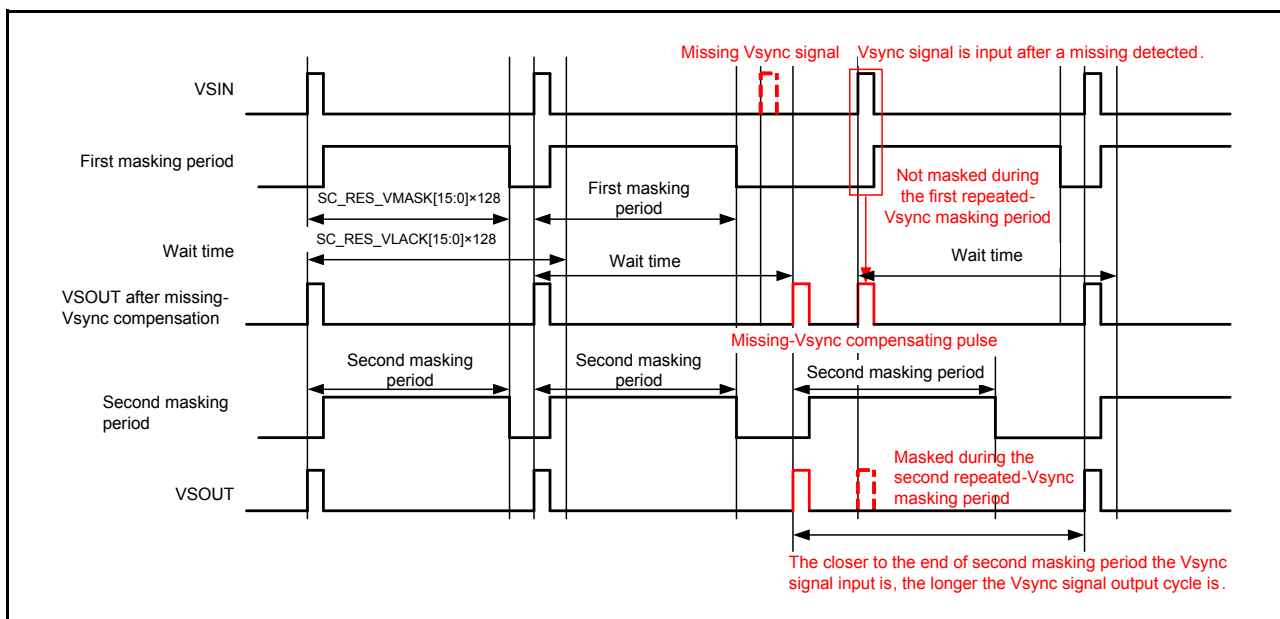 Missing Vsync signal
Vsync signal is input after a missing detected.
VSIN
First masking period
Not masked during
the first repeated-
Vsync masking period
SC_RES_VMASK[15:0]×128
First masking
period
SC_RES_VLACK[15:0]×128
Wait time
Wait time
Wait time
VSOUT after missing-
Vsync compensation
Missing-Vsync compensating pulse
Second masking
period
Second masking
period
Second masking period
Second masking
period
Masked during the
second repeated-Vsync
masking period
VSOUT
The closer to the end of second masking period the Vsync
signal input is, the longer the Vsync signal output cycle is.